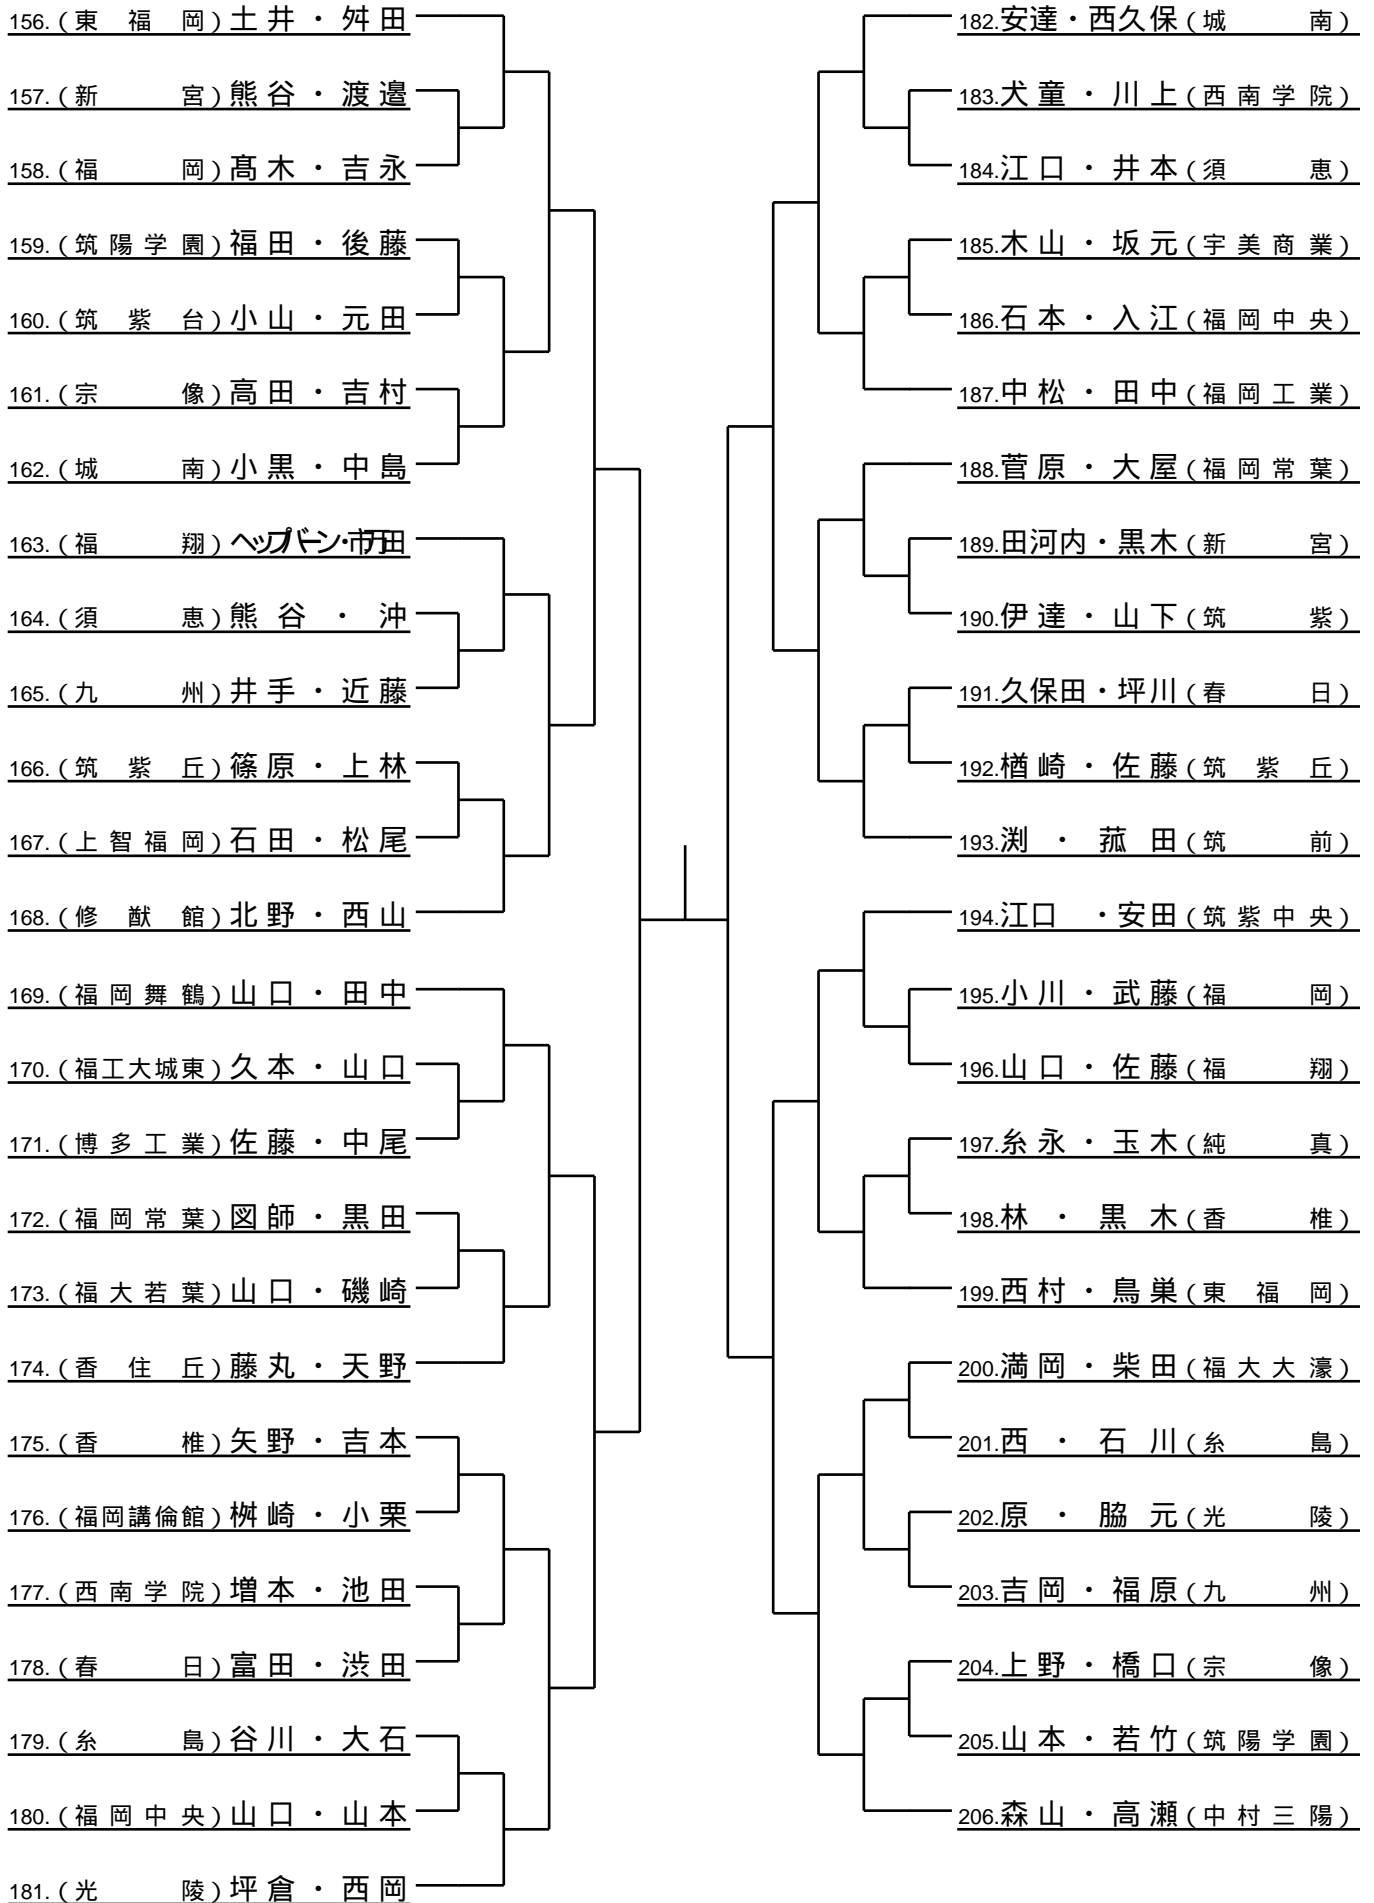 156.(東福岡)土井・舛田
157.(新宮)熊谷・渡邉
158.(福岡)髙木・吉永
159.(筑陽学園)福田・後藤
160.(筑紫台)小山・元田
161.(宗像)高田・吉村
162.(城南)小黒・中島
163.(福翔)ヘップバーン・市万田
164.(須恵)熊谷・沖
165.(九州)井手・近藤
166.(筑紫丘)篠原・上林
167.(上智福岡)石田・松尾
168.(修猷館)北野・西山
169.(福岡舞鶴)山口・田中
170.(福工大城東)久本・山口
171.(博多工業)佐藤・中尾
172.(福岡常葉)図師・黒田
173.(福大若葉)山口・磯崎
174.(香住丘)藤丸・天野
175.(香椎)矢野・吉本
176.(福岡講倫館)桝崎・小栗
177.(西南学院)増本・池田
178.(春日)富田・渋田
179.(糸島)谷川・大石
180.(福岡中央)山口・山本
181.(光陵)坪倉・西岡
182.安達・西久保(城南)
183.犬童・川上(西南学院)
184.江口・井本(須恵)
185.木山・坂元(宇美商業)
186.石本・入江(福岡中央)
187.中松・田中(福岡工業)
188.菅原・大屋(福岡常葉)
189.田河内・黒木(新宮)
190.伊達・山下(筑紫)
191.久保田・坪川(春日)
192.楢崎・佐藤(筑紫丘)
193.渕・菰田(筑前)
194.江口・安田(筑紫中央)
195.小川・武藤(福岡)
196.山口・佐藤(福翔)
197.糸永・玉木(純真)
198.林・黒木(香椎)
199.西村・鳥巣(東福岡)
200.満岡・柴田(福大大濠)
201.西・石川(糸島)
202.原・脇元(光陵)
203.吉岡・福原(九州)
204.上野・橋口(宗像)
205.山本・若竹(筑陽学園)
206.森山・高瀬(中村三陽)